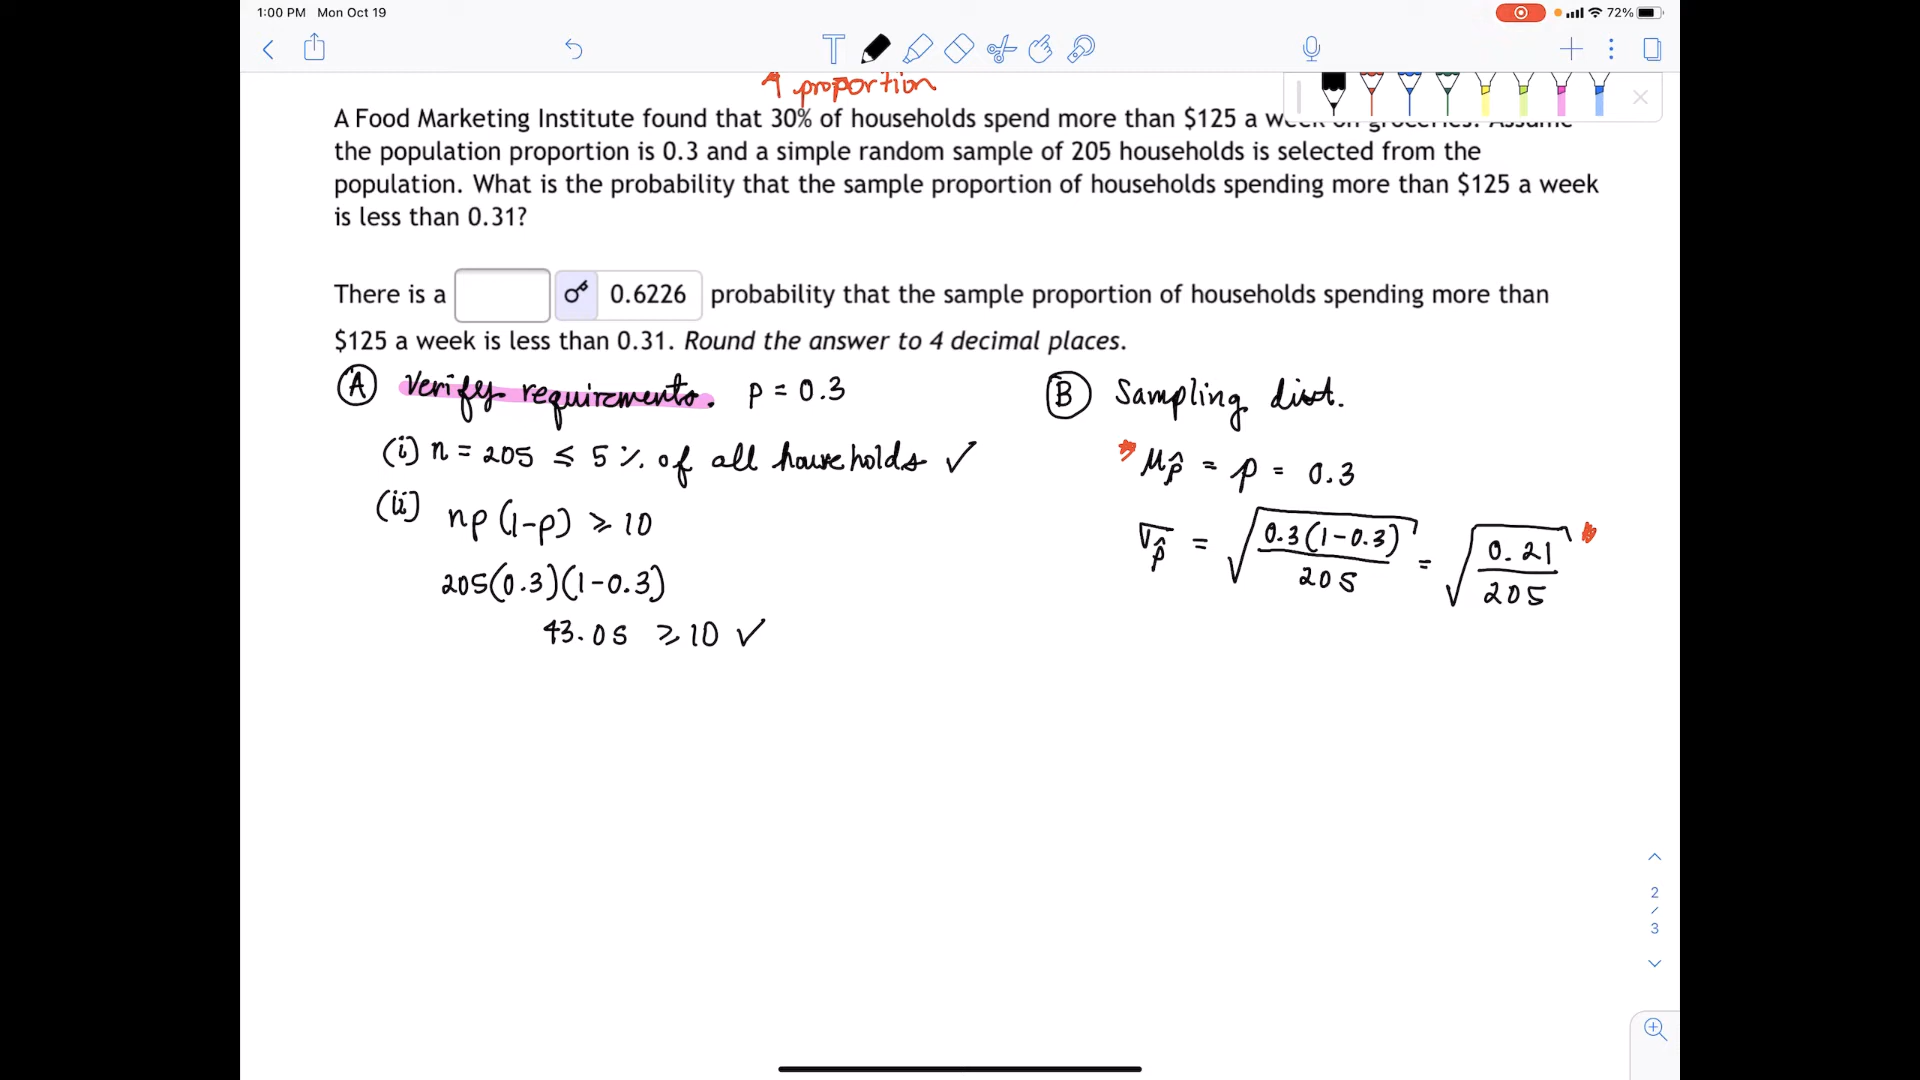 1:00 PM Mon Oct 19
72%
proportion
A Food Marketing Institute found that 30% of households spend more than $125 a week on groceries. Assume
the population proportion is 0.3 and a simple random sample of 205 households is selected from the
population. What is the probability that the sample proportion of households spending more than $125 a week
is less than 0.31?
There is a 0.6226 probability that the sample proportion of households spending more than
$125 a week is less than 0.31. Round the answer to 4 decimal places.
Ⓐ Verify requirements. p = 0.3
(i) n = 205 ≤ 5 % of all households ✓
(ii) np(1-p) ≥ 10
205(0.3)(1-0.3)
43.05 ≥ 10 ✓
Ⓑ Sampling dist.
* μp̂ = p = 0.3
σp̂ = √(0.3(1-0.3)/205) = √(0.21/205) *
2
/
3